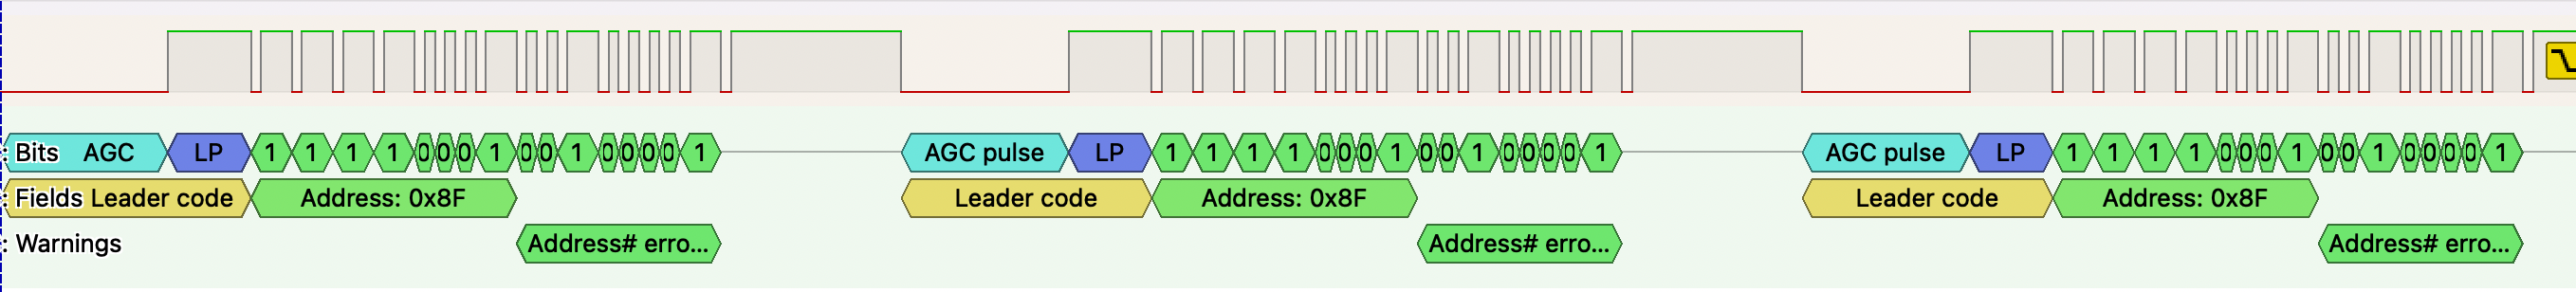 : Bits AGC LP 1 1 1 1 0 0 0 1 0 0 1 0 0 0 0 1 AGC pulse LP 1 1 1 1 0 0 0 1 0 0 1 0 0 0 0 1 AGC pulse LP 1 1 1 1 0 0 0 1 0 0 1 0 0 0 0 1
: Fields Leader code Address: 0x8F Leader code Address: 0x8F Leader code Address: 0x8F
: Warnings Address# erro... Address# erro... Address# erro...